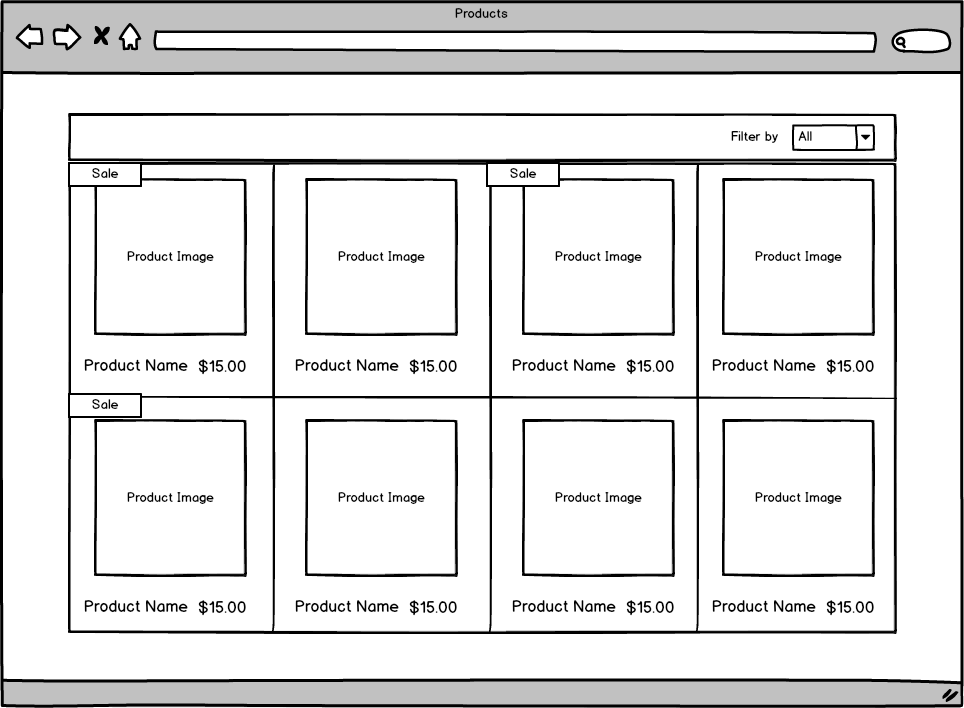 Products
Filter by All
Sale Sale
Product Image Product Image Product Image Product Image
Product Name $15.00 Product Name $15.00 Product Name $15.00 Product Name $15.00
Sale
Product Image Product Image Product Image Product Image
Product Name $15.00 Product Name $15.00 Product Name $15.00 Product Name $15.00